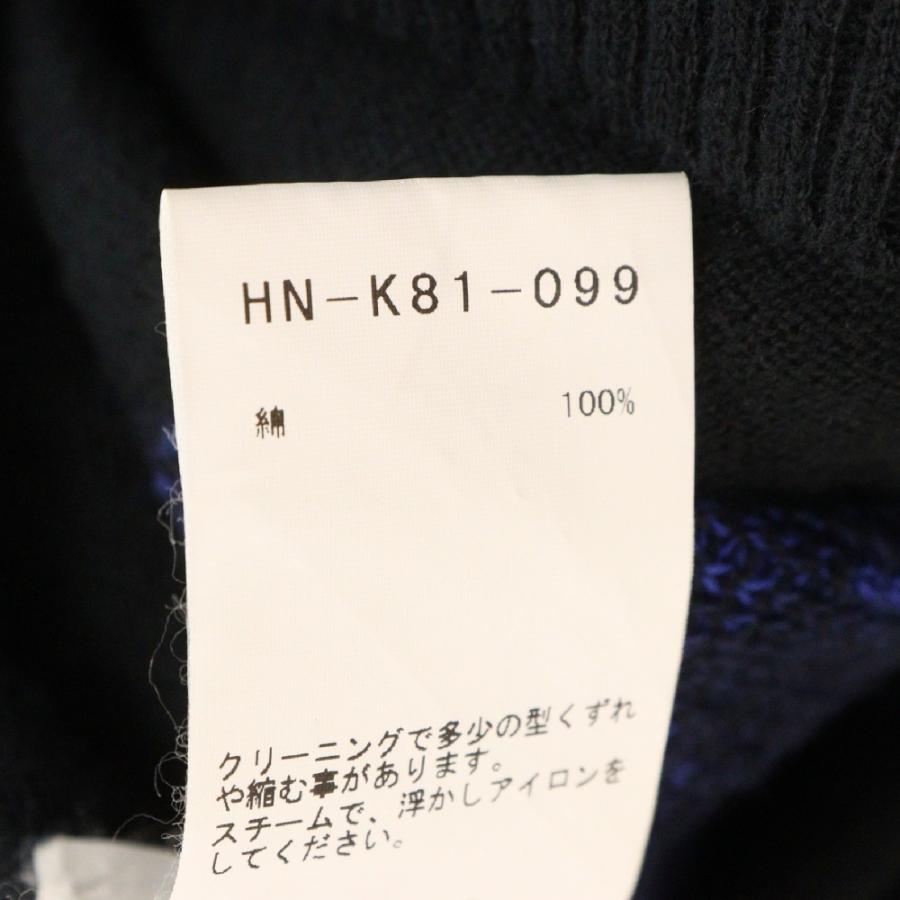 HN-K81-099
綿 100%
クリーニングで多少の型くずれ
や縮む事があります。
スチームで、浮かしアイロンを
してください。